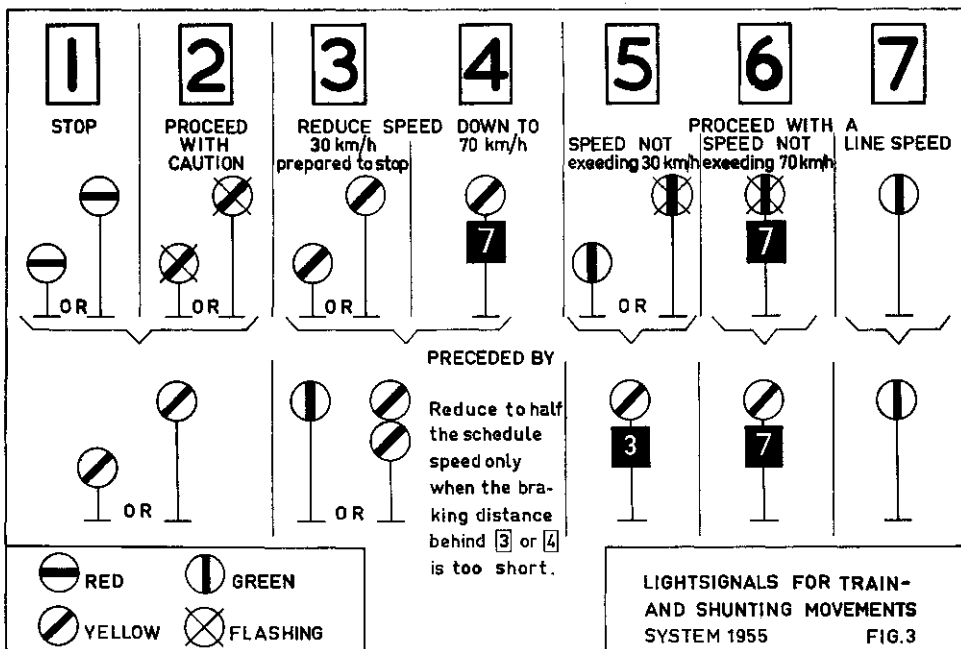 1 2 3 4 5 6 7
STOP
PROCEED
WITH
CAUTION
REDUCE SPEED DOWN TO
30 km/h 70 km/h
prepared to stop
PROCEED WITH A
SPEED NOT SPEED NOT LINE SPEED
exeeding 30 km/h exeeding 70 km/h
7 7
OR OR OR OR
PRECEDED BY
Reduce to half
the schedule
speed only
when the bra-
king distance
behind 3 or 4
is too short.
3 7
OR OR
RED GREEN
YELLOW FLASHING
LIGHTSIGNALS FOR TRAIN-
AND SHUNTING MOVEMENTS
SYSTEM 1955 FIG.3